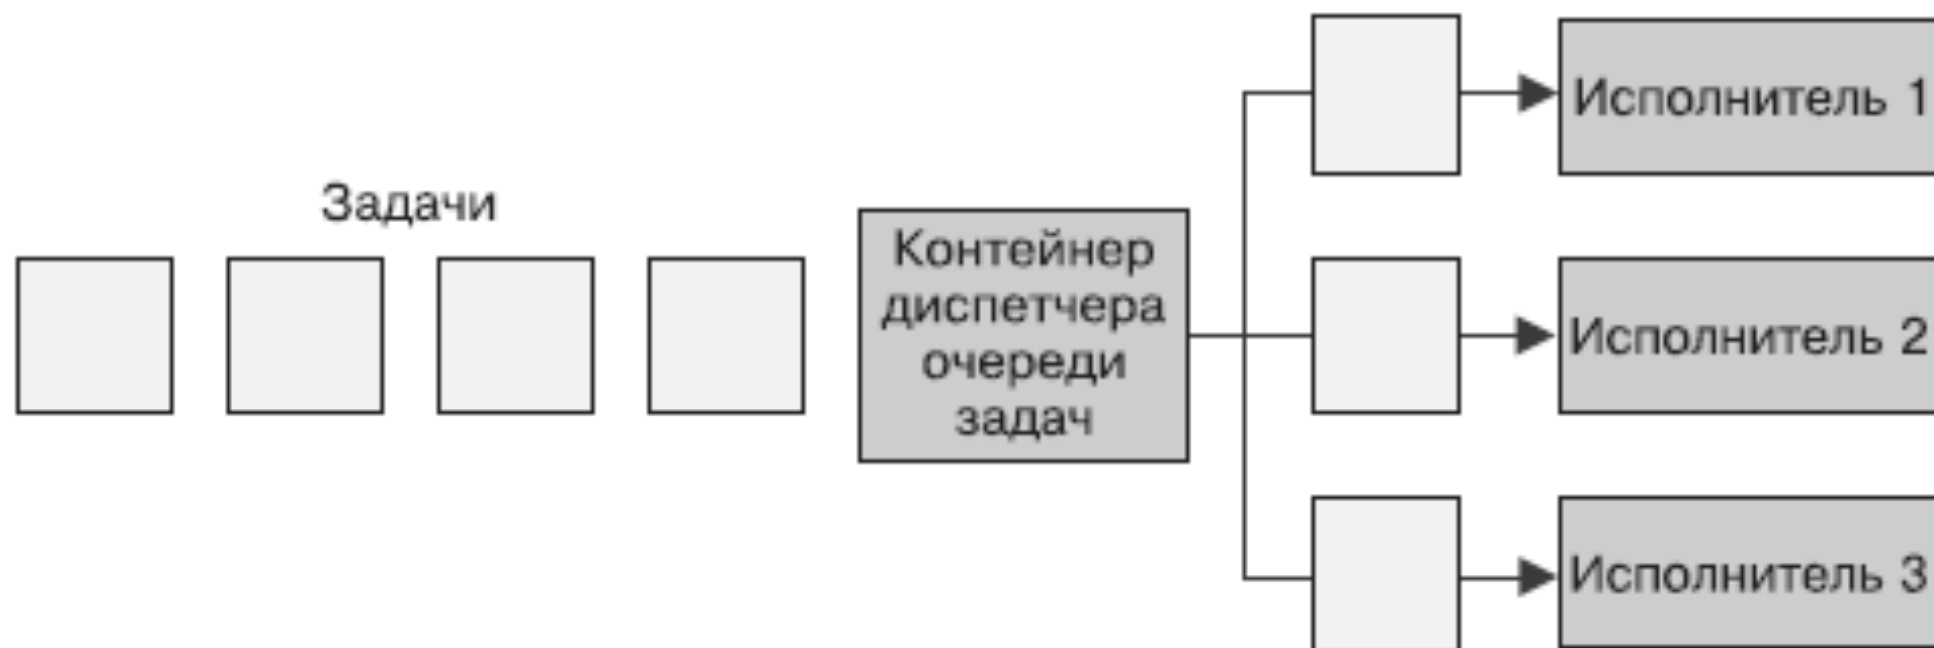 Задачи
Контейнер
диспетчера
очереди
задач
Исполнитель 1
Исполнитель 2
Исполнитель 3